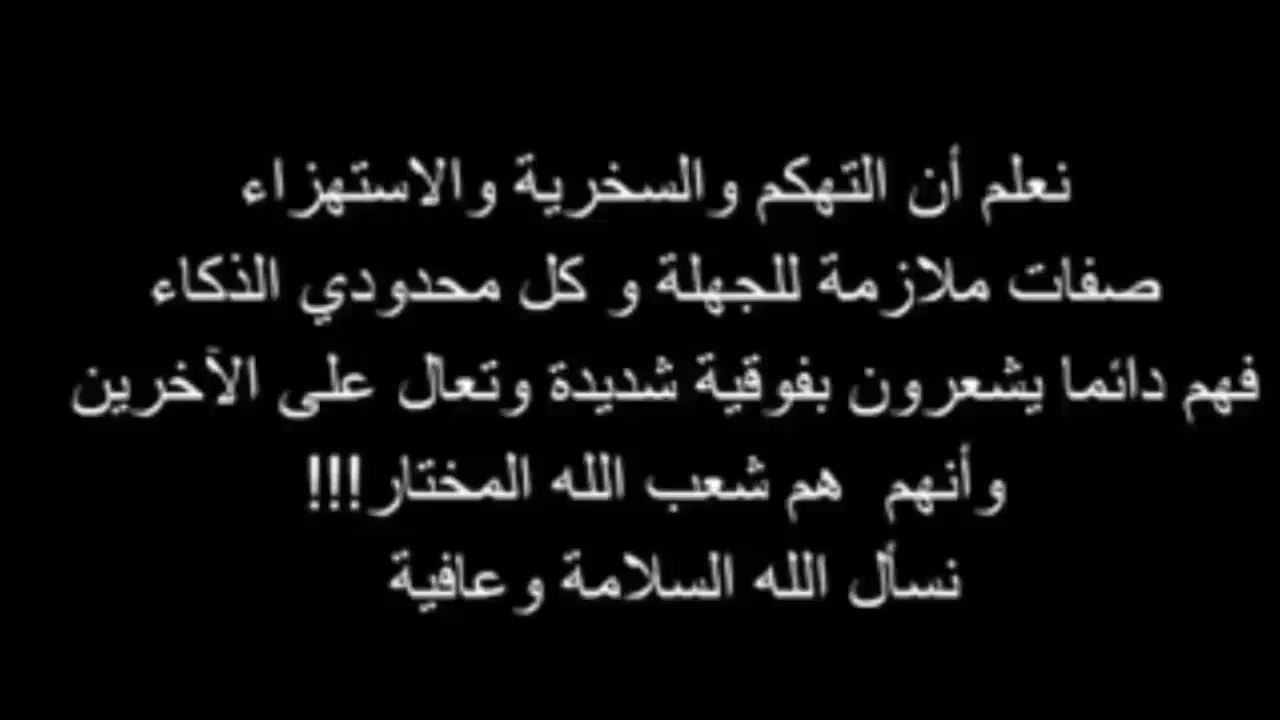 نعلم أن التهكم والسخرية والاستهزاء
صفات ملازمة للجهلة و كل محدودي الذكاء
فهم دائما يشعرون بفوقية شديدة وتعال على الآخرين
وأنهم هم شعب الله المختار!!!
نسأل الله السلامة وعافية